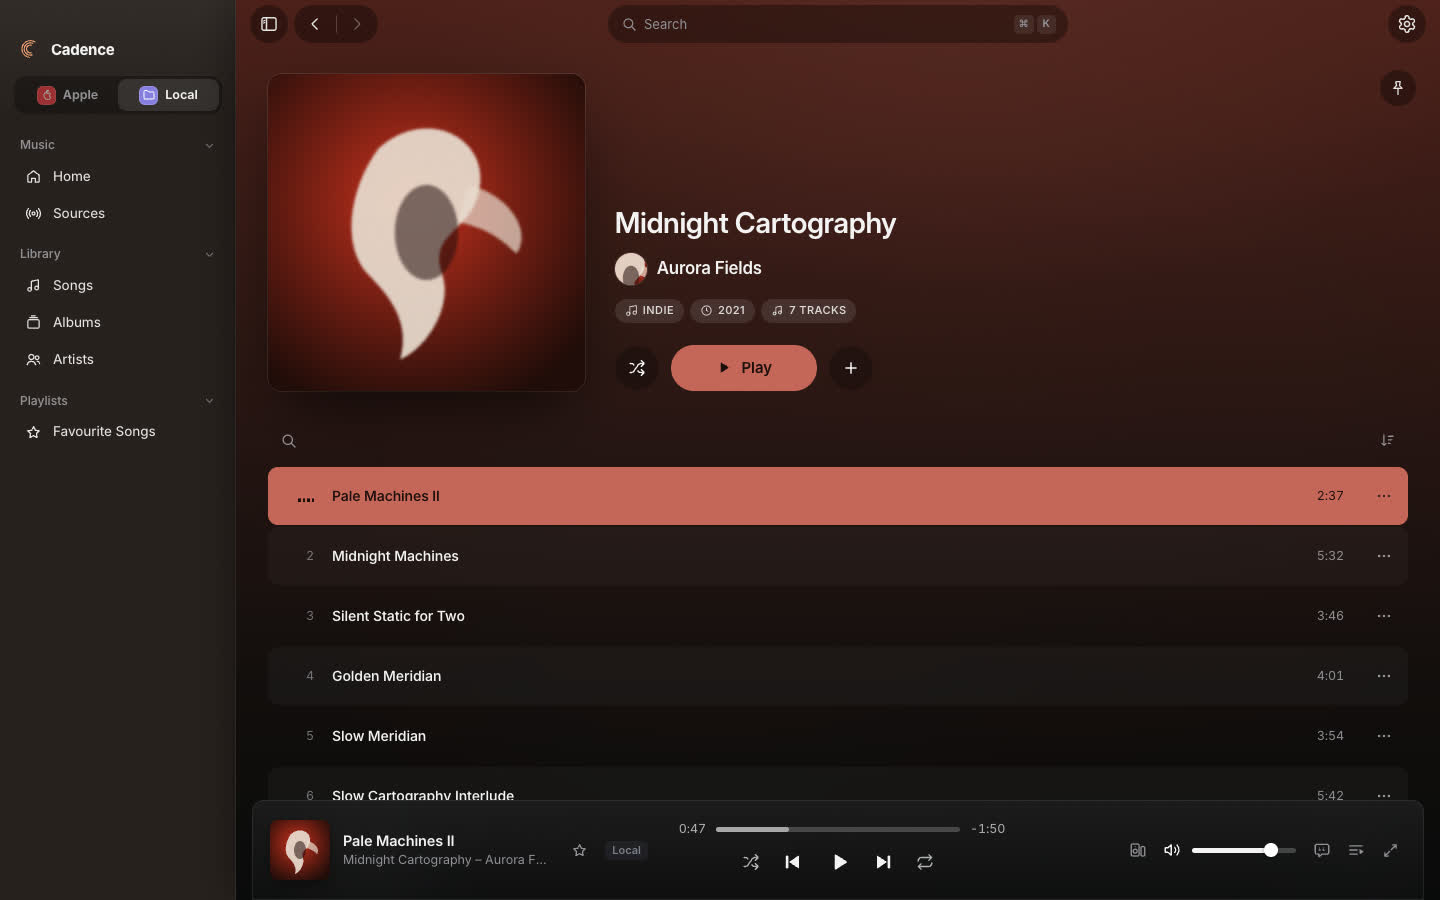 Cadence
Apple
Local
Music
Home
Sources
Library
Songs
Albums
Artists
Playlists
Favourite Songs
Search
⌘ K
Midnight Cartography
Aurora Fields
INDIE
2021
7 TRACKS
Play
Pale Machines II 2:37
2 Midnight Machines 5:32
3 Silent Static for Two 3:46
4 Golden Meridian 4:01
5 Slow Meridian 3:54
6 Slow Cartography Interlude 5:42
Pale Machines II
Midnight Cartography – Aurora F...
Local
0:47
-1:50